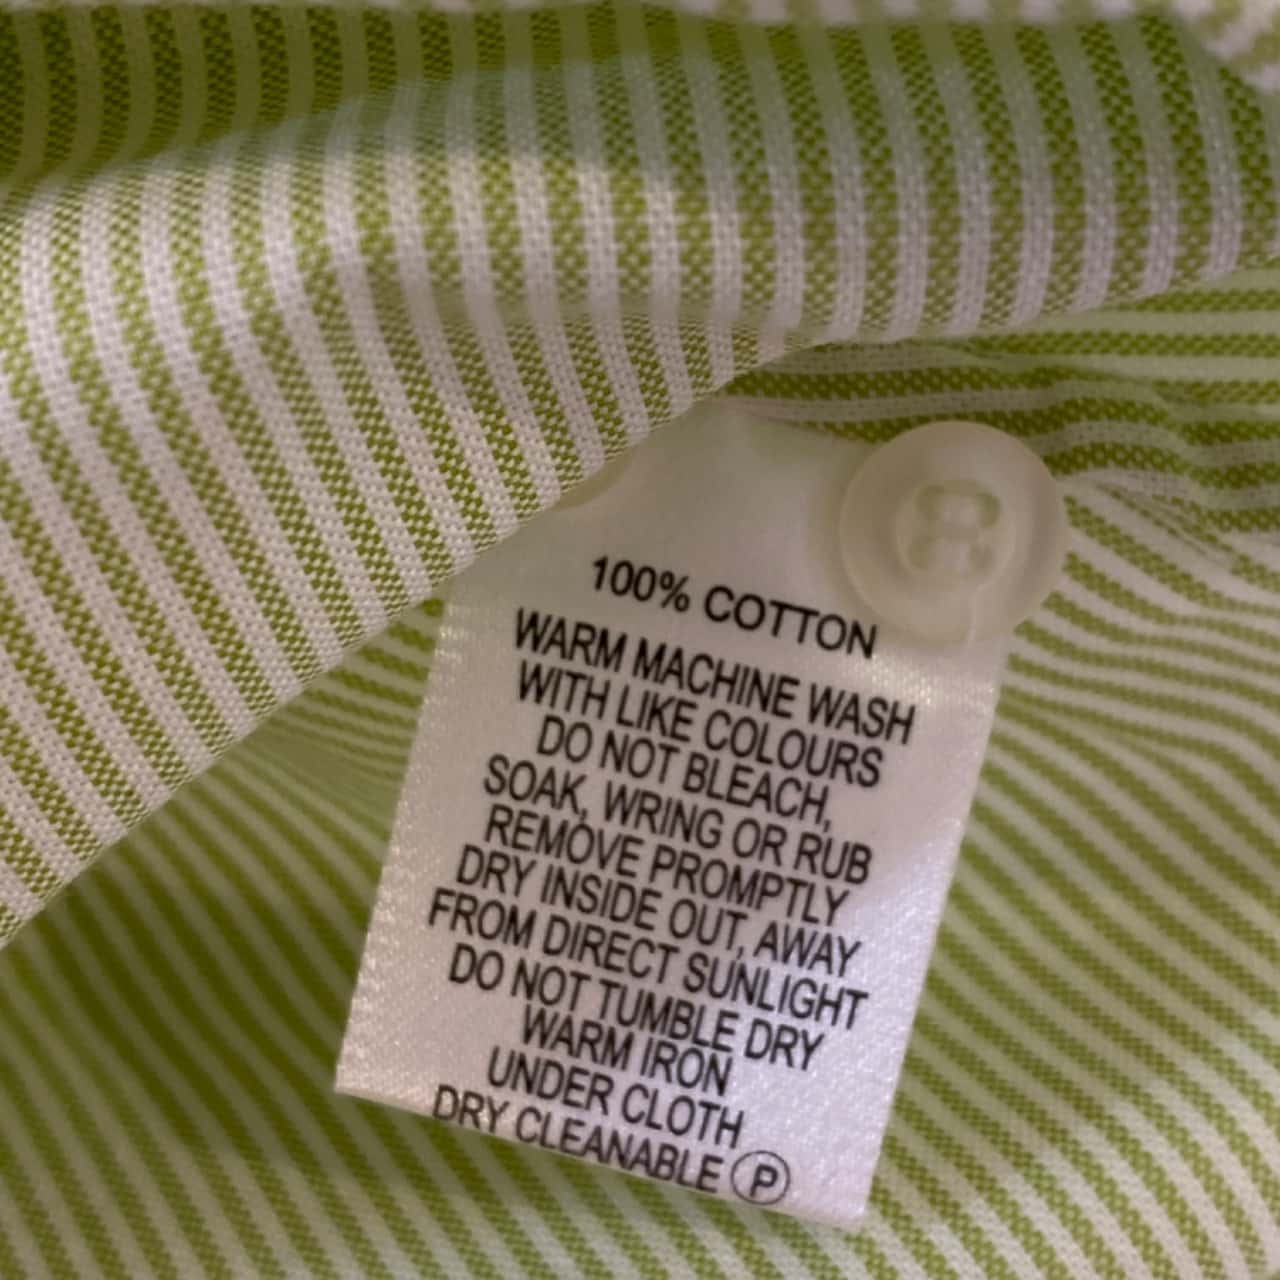 100% COTTON
WARM MACHINE WASH
WITH LIKE COLOURS
DO NOT BLEACH,
SOAK, WRING OR RUB
REMOVE PROMPTLY
DRY INSIDE OUT, AWAY
FROM DIRECT SUNLIGHT
DO NOT TUMBLE DRY
WARM IRON
UNDER CLOTH
DRY CLEANABLE Ⓟ